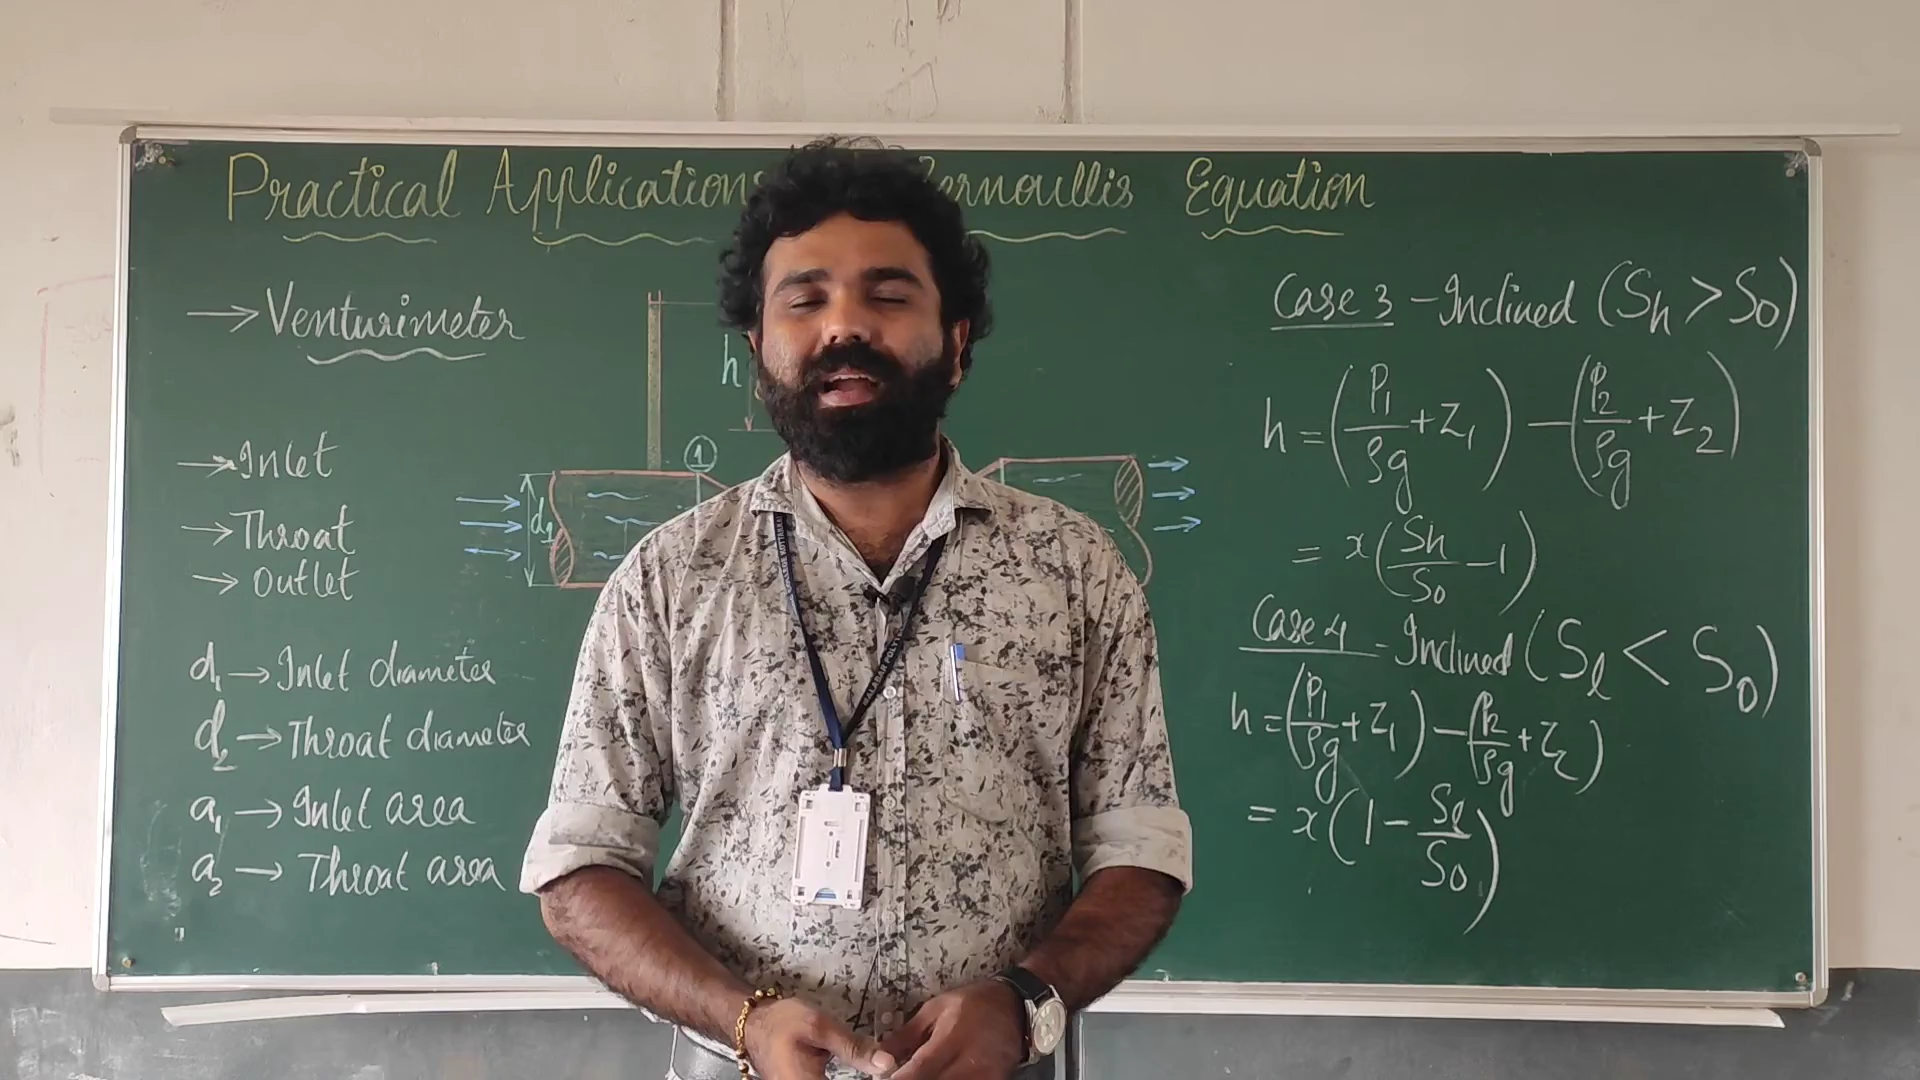 Practical Applications ernoullis Equation
→ Venturimeter
→ Inlet
→ Throat
→ Outlet
d₁ → Inlet diameter
d₂ → Throat diameter
a₁ → Inlet area
a₂ → Throat area
h
1
d₁
Case 3 - Inclined (Sh > So)
h = (P₁/ρg + Z₁) - (P₂/ρg + Z₂)
= x(Sh/So - 1)
Case 4 - Inclined (Sl < So)
h = (P₁/ρg + Z₁) - (P₂/ρg + Z₂)
= x(1 - Sl/So)